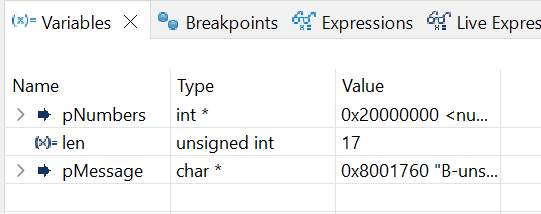 (x)= Variables × Breakpoints Expressions Live Expres
Name Type Value
pNumbers int * 0x20000000 <nu...
(x)= len unsigned int 17
pMessage char * 0x8001760 "B-uns...